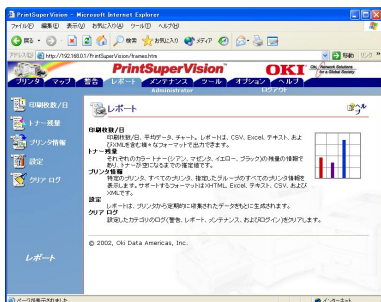 PrintSuperVision - Microsoft Internet Explorer
ファイル(F) 編集(E) 表示(V) お気に入り(A) ツール(T) ヘルプ(H)
戻る 検索 お気に入り メディア
アドレス(D) http://192.168.0.1/PrintSuperVision/frameset.htm 移動 リンク
PrintSuperVision OKI Oki, Network Solutions for a Global Society
プリンタ マップ 警告 レポート メンテナンス ツール オプション ヘルプ
Administrator ログアウト
印刷枚数/日
トナー残量
プリンタ情報
設定
クリア ログ
レポート
レポート
印刷枚数/日
印刷枚数/日、平均データ、チャート。レポートは、CSV、Excel、テキスト、およ
びXMLを含む様々なフォーマットで出力できます。
トナー残量
それぞれのカラートナー(シアン、マゼンタ、イエロー、ブラック)の残量の情報で
あり、トナーが空になるまでの推定値です。
プリンタ情報
特定のプリンタ、すべてのプリンタ、指定したグループのすべてのプリンタ情報を
表示します。サポートするフォーマットはXHTML、Excel、テキスト、CSV、および
XMLです。
設定
レポートは、プリンタから定期的に収集されたデータをもとに生成されます。
クリア ログ
設定したカテゴリのログ(警告、レポート、メンテナンス、およびログイン)をクリアしま
す。
© 2002, Oki Data Americas, Inc.
ページが表示されました インターネット